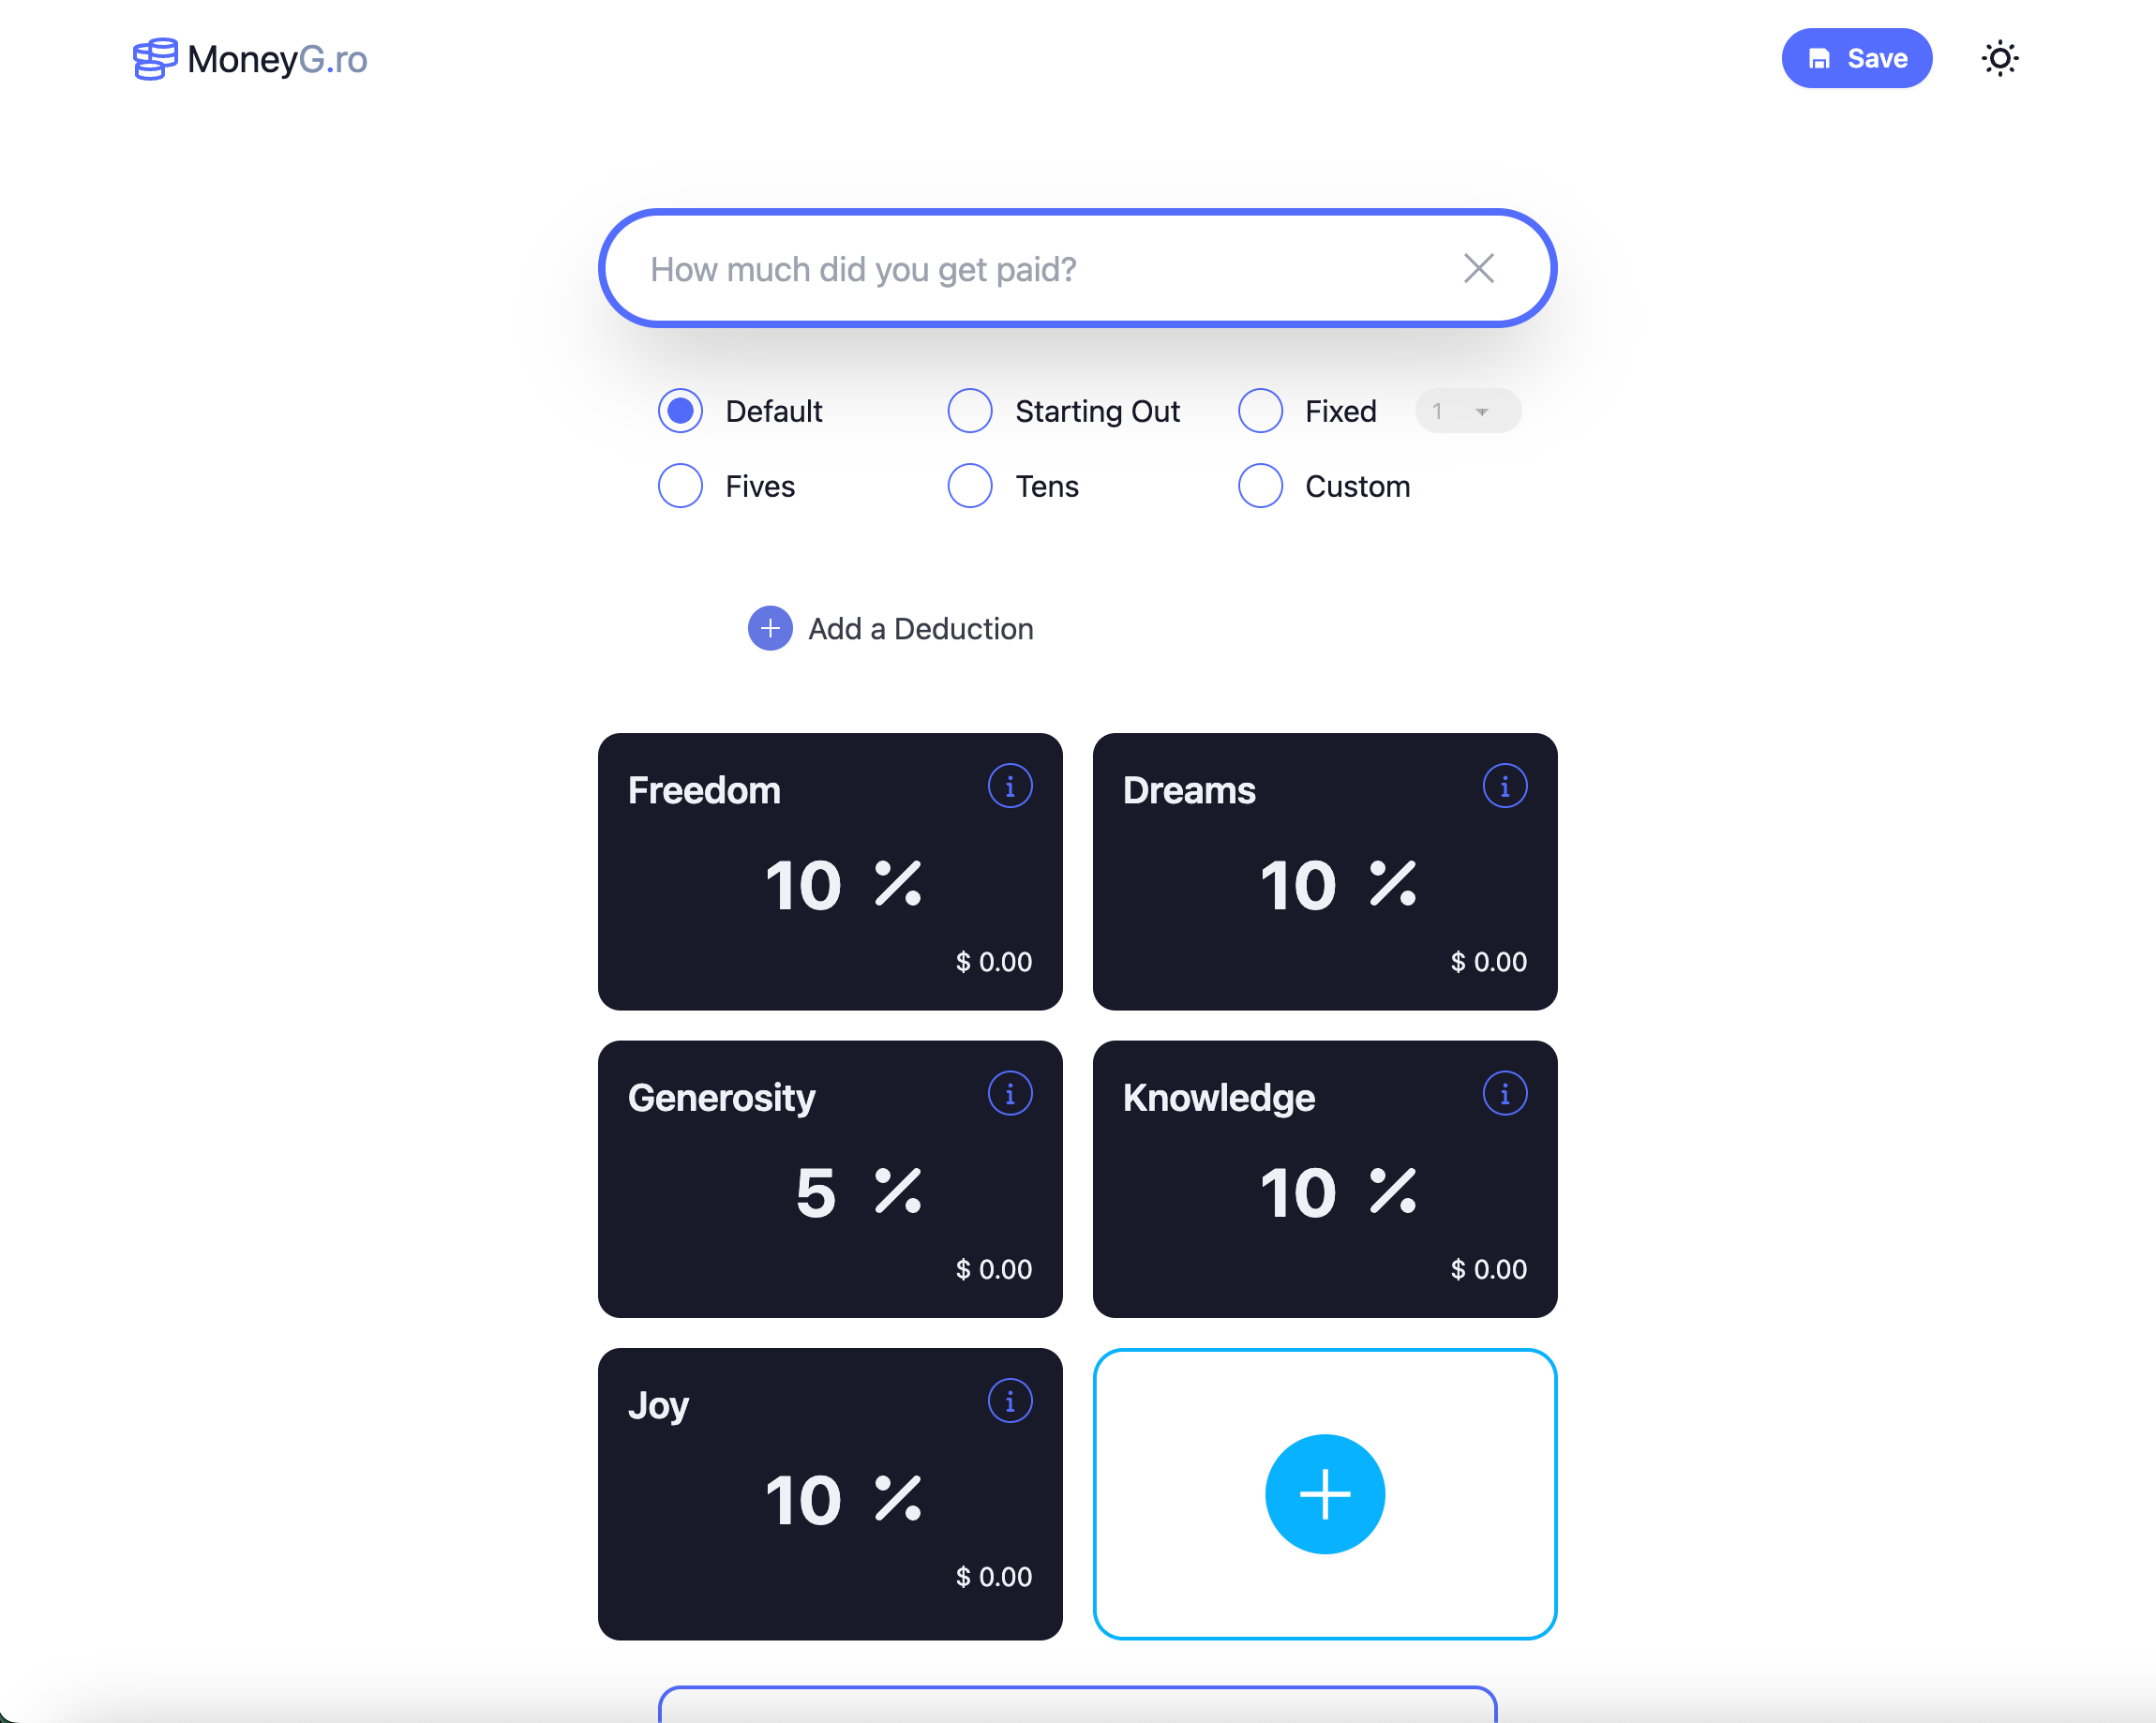 MoneyG.ro
Save
How much did you get paid?
Default
Starting Out
Fixed
1
Fives
Tens
Custom
Add a Deduction
Freedom
10 %
$ 0.00
Dreams
10 %
$ 0.00
Generosity
5 %
$ 0.00
Knowledge
10 %
$ 0.00
Joy
10 %
$ 0.00